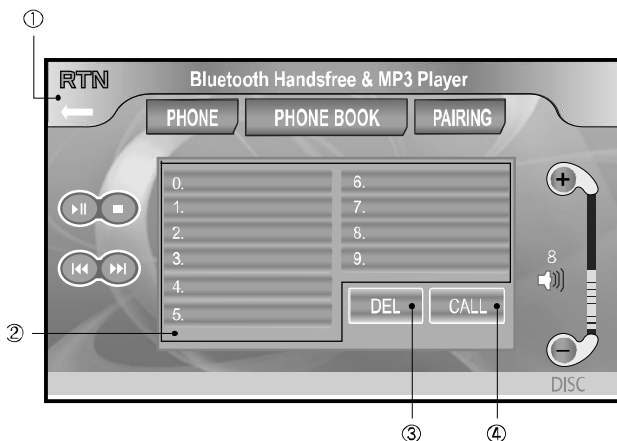 ①
RTN
Bluetooth Handsfree & MP3 Player
PHONE
PHONE BOOK
PAIRING
0.
1.
2.
3.
4.
5.
6.
7.
8.
9.
8
DEL
CALL
②
DISC
③
④